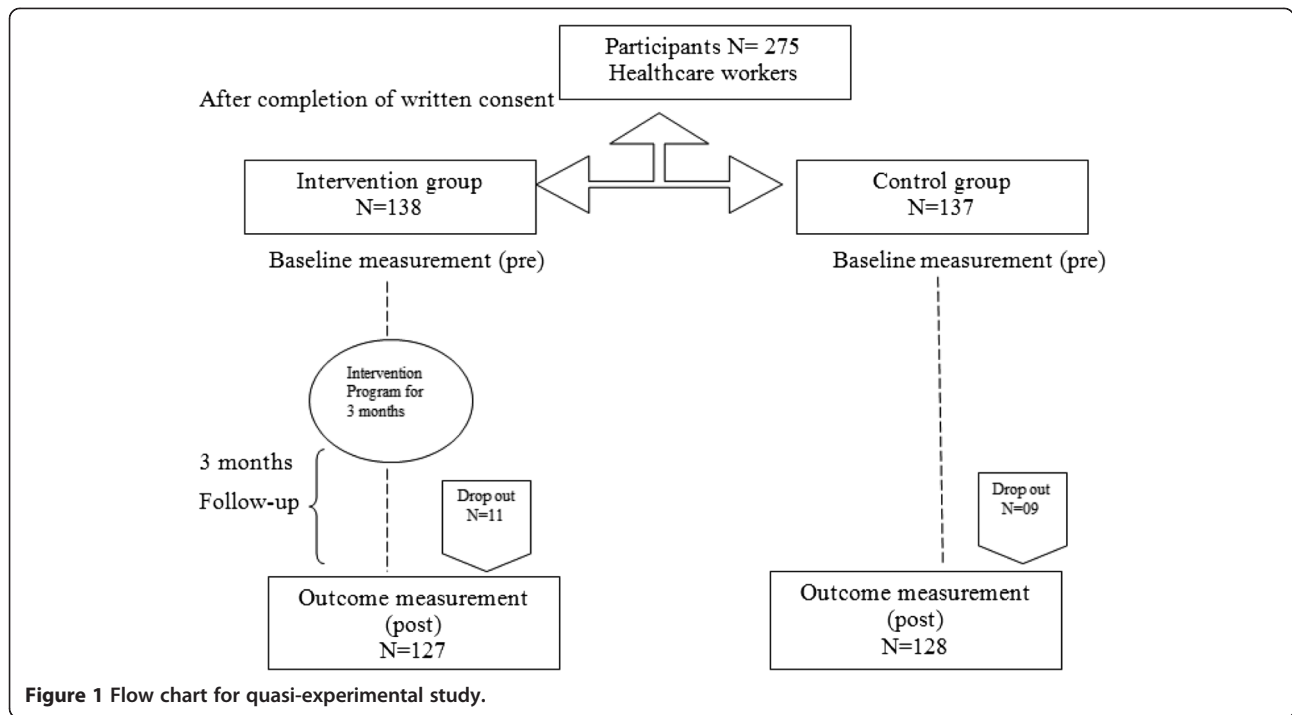 Participants N= 275
Healthcare workers
After completion of written consent
Intervention group
N=138
Control group
N=137
Baseline measurement (pre)
Baseline measurement (pre)
Intervention
Program for
3 months
3 months
Follow-up
Drop out
N=11
Drop out
N=09
Outcome measurement
(post)
N=127
Outcome measurement
(post)
N=128
Figure 1 Flow chart for quasi-experimental study.